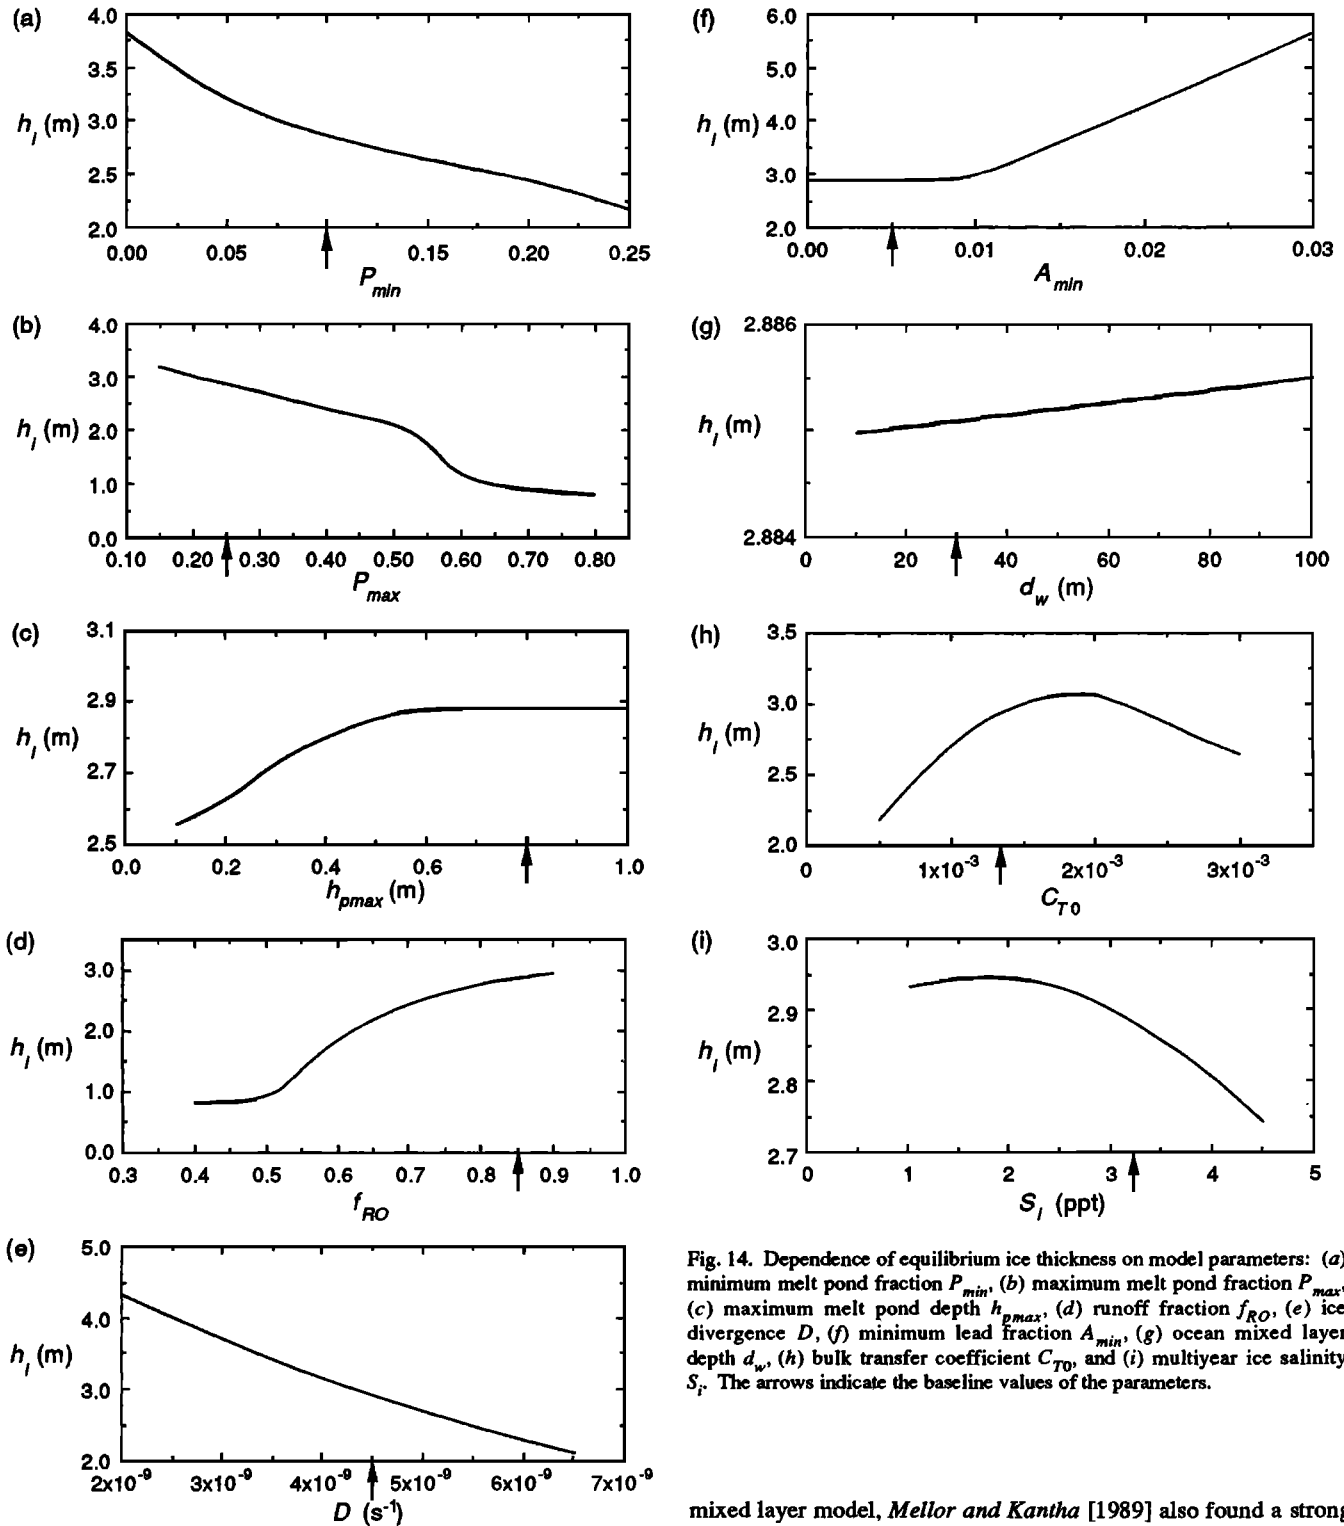 (a)
4.0
3.5
h_i (m) 3.0
2.5
2.0
0.00 0.05 0.15 0.20 0.25
P_min
(b)
4.0
3.0
h_i (m) 2.0
1.0
0.0
0.10 0.20 0.30 0.40 0.50 0.60 0.70 0.80
P_max
(c)
3.1
2.9
h_i (m)
2.7
2.5
0.0 0.2 0.4 0.6 1.0
h_pmax (m)
(d)
3.0
2.0
h_i (m)
1.0
0.0
0.3 0.4 0.5 0.6 0.7 0.8 0.9 1.0
f_RO
(e)
5.0
4.0
h_i (m)
3.0
2.0
2x10⁻⁹ 3x10⁻⁹ 4x10⁻⁹ 5x10⁻⁹ 6x10⁻⁹ 7x10⁻⁹
D (s⁻¹)
(f)
6.0
5.0
h_i (m) 4.0
3.0
2.0
0.00 0.01 0.02 0.03
A_min
(g)
2.886
h_i (m)
2.884
0 20 40 60 80 100
d_w (m)
(h)
3.5
3.0
h_i (m)
2.5
2.0
0 1x10⁻³ 2x10⁻³ 3x10⁻³
C_T0
(i)
3.0
2.9
h_i (m)
2.8
2.7
0 1 2 3 4 5
S_i (ppt)
Fig. 14. Dependence of equilibrium ice thickness on model parameters: (a)
minimum melt pond fraction P_min, (b) maximum melt pond fraction P_max,
(c) maximum melt pond depth h_pmax, (d) runoff fraction f_RO, (e) ice
divergence D, (f) minimum lead fraction A_min, (g) ocean mixed layer
depth d_w, (h) bulk transfer coefficient C_T0, and (i) multiyear ice salinity
S_i. The arrows indicate the baseline values of the parameters.
mixed layer model, Mellor and Kantha [1989] also found a strong